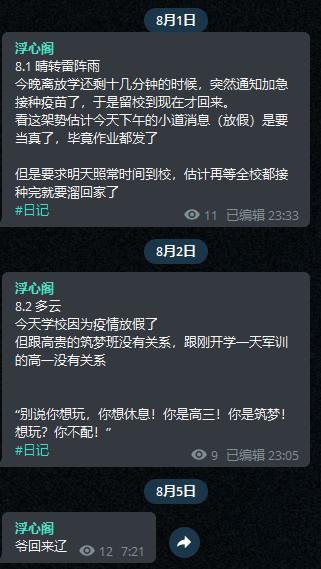 8月1日
浮心阁
8.1 晴转雷阵雨
今晚离放学还剩十几分钟的时候，突然通知加急
接种疫苗了，于是留校到现在才回来。
看这架势估计今天下午的小道消息（放假）是要
当真了，毕竟作业都发了
但是要求明天照常时间到校，估计再等全校都接
种完就要溜回家了
#日记
11 已编辑 23:33
8月2日
浮心阁
8.2 多云
今天学校因为疫情放假了
但跟高贵的筑梦班没有关系，跟刚开学一天军训
的高一没有关系
“别说你想玩，你想休息！你是高三！你是筑梦！
想玩？你不配！”
#日记
9 已编辑 23:05
8月5日
浮心阁
爷回来辽
12 7:21